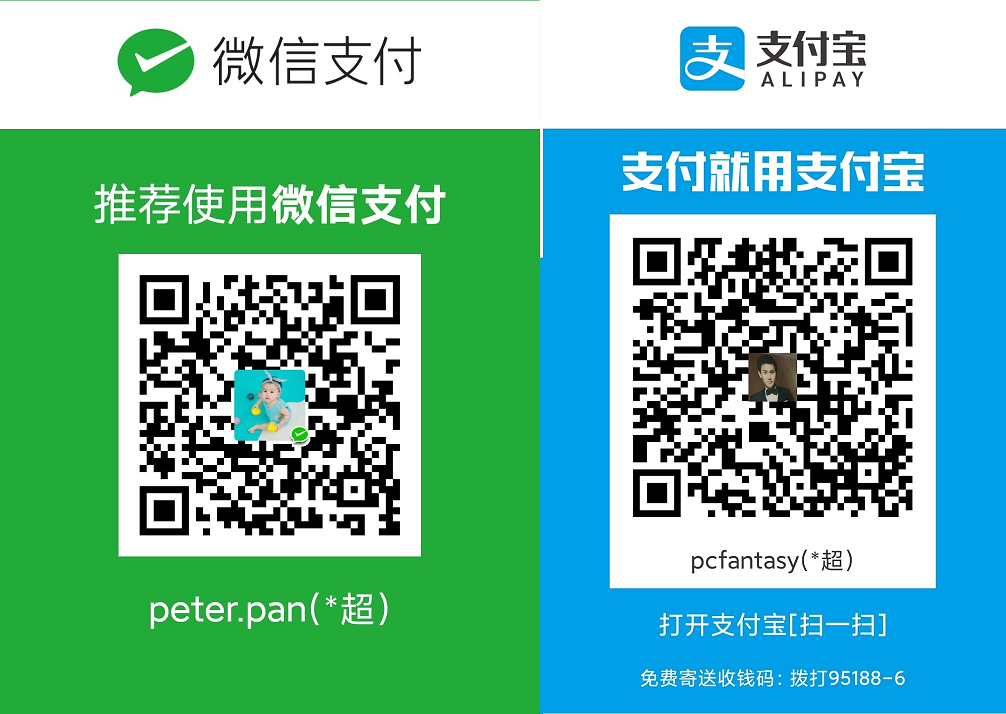 微信支付
推荐使用微信支付
peter.pan(*超)
支付宝
ALIPAY
支付就用支付宝
pcfantasy(*超)
打开支付宝[扫一扫]
免费寄送收钱码：拨打95188-6